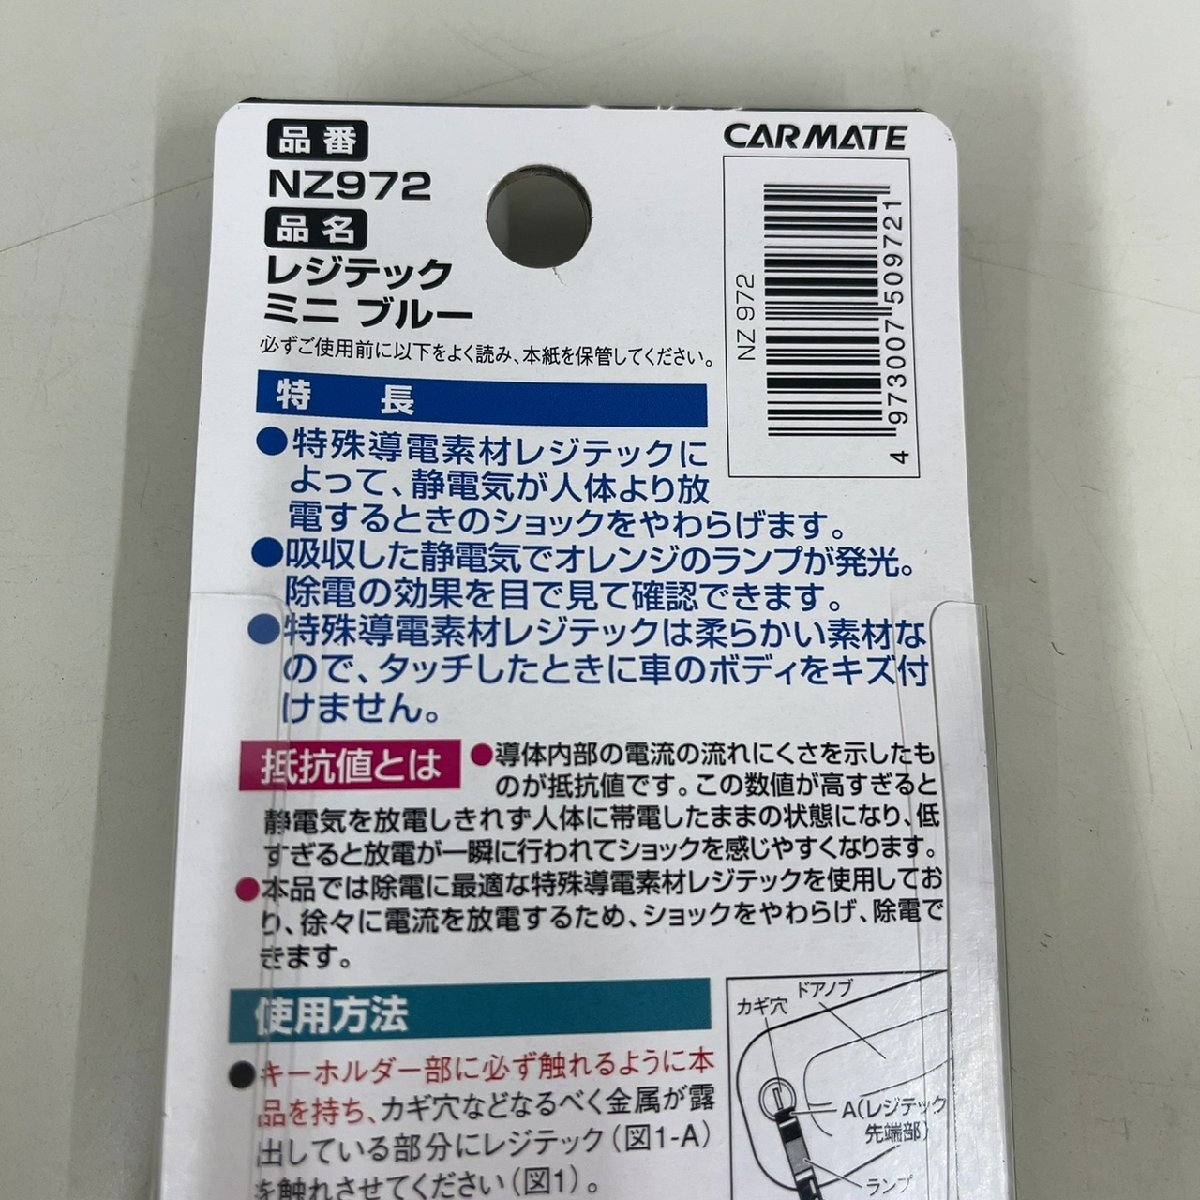 品番
NZ972
品名
レジテック
ミニ ブルー
必ずご使用前に以下をよく読み、本紙を保管してください。
CARMATE
NZ 972
4 973007 509721
特 長
●特殊導電素材レジテックに
よって、静電気が人体より放
電するときのショックをやわらげます。
●吸収した静電気でオレンジのランプが発光。
除電の効果を目で見て確認できます。
●特殊導電素材レジテックは柔らかい素材な
ので、タッチしたときに車のボディをキズ付
けません。
抵抗値とは
●導体内部の電流の流れにくさを示したも
のが抵抗値です。この数値が高すぎると
静電気を放電しきれず人体に帯電したままの状態になり、低
すぎると放電が一瞬に行われてショックを感じやすくなります。
●本品では除電に最適な特殊導電素材レジテックを使用してお
り、徐々に電流を放電するため、ショックをやわらげ、除電で
きます。
使用方法
●キーホルダー部に必ず触れるように本
品を持ち、カギ穴などなるべく金属が露
出している部分にレジテック(図1-A)
を触れさせてください(図1)。
カギ穴
ドアノブ
A(レジテック
先端部)
ランプ